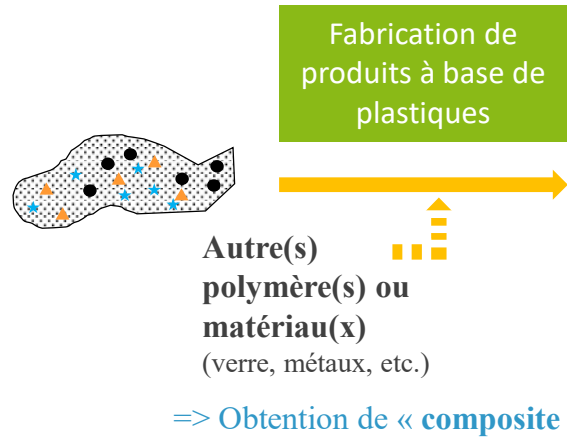 Fabrication de
produits à base de
plastiques
Autre(s)
polymère(s) ou
matériau(x)
(verre, métaux, etc.)
=> Obtention de « composite